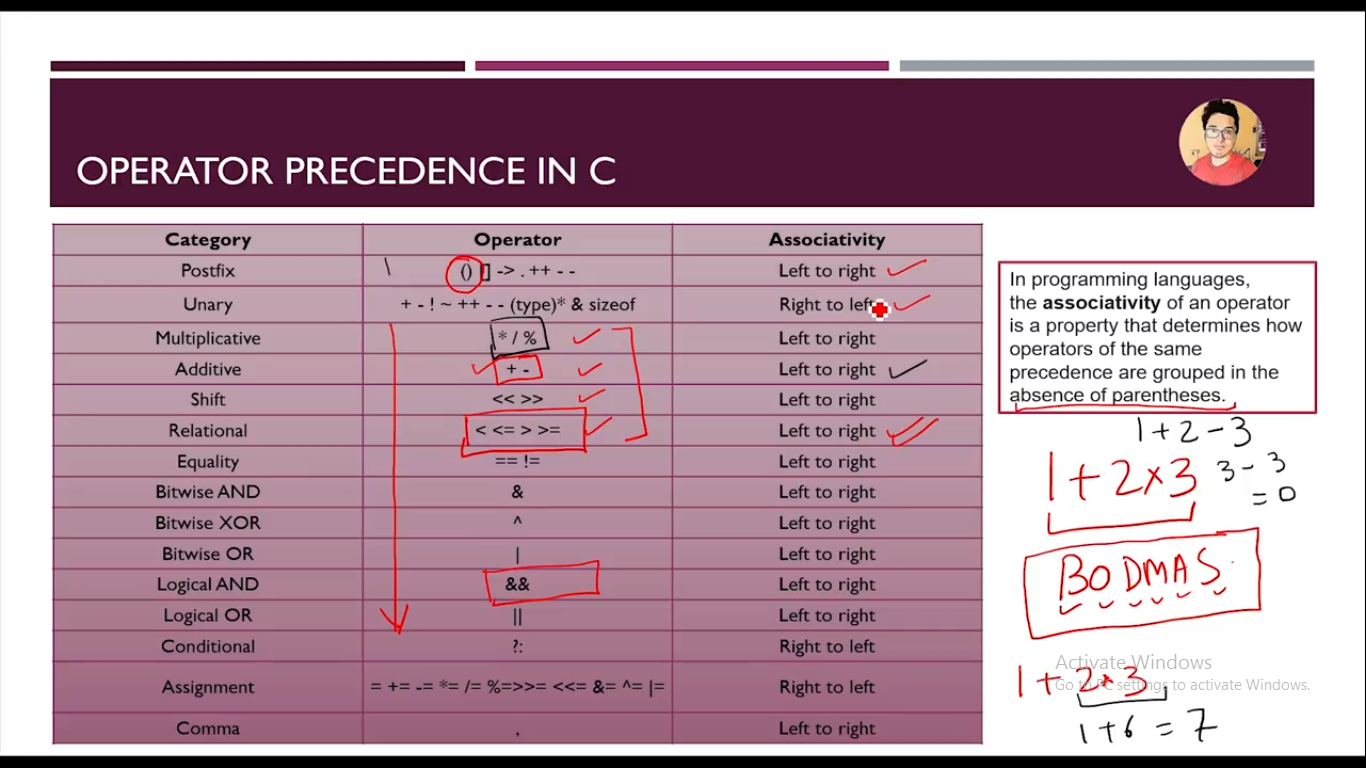 OPERATOR PRECEDENCE IN C
Category Operator Associativity
Postfix \ () [] -> . ++ - - Left to right
Unary + - ! ~ ++ - - (type)* & sizeof Right to left
Multiplicative * / % Left to right
Additive + - Left to right
Shift << >> Left to right
Relational < <= > >= Left to right
Equality == != Left to right
Bitwise AND & Left to right
Bitwise XOR ^ Left to right
Bitwise OR | Left to right
Logical AND && Left to right
Logical OR || Left to right
Conditional ?: Right to left
Assignment = += -= *= /= %=>>= <<= &= ^= |= Right to left
Comma , Left to right
In programming languages,
the associativity of an operator
is a property that determines how
operators of the same
precedence are grouped in the
absence of parentheses.
1+2-3
1+2×3
3-3
=0
BODMAS
Activate Windows
Go to PC settings to activate Windows.
1+2*3
1+6=7